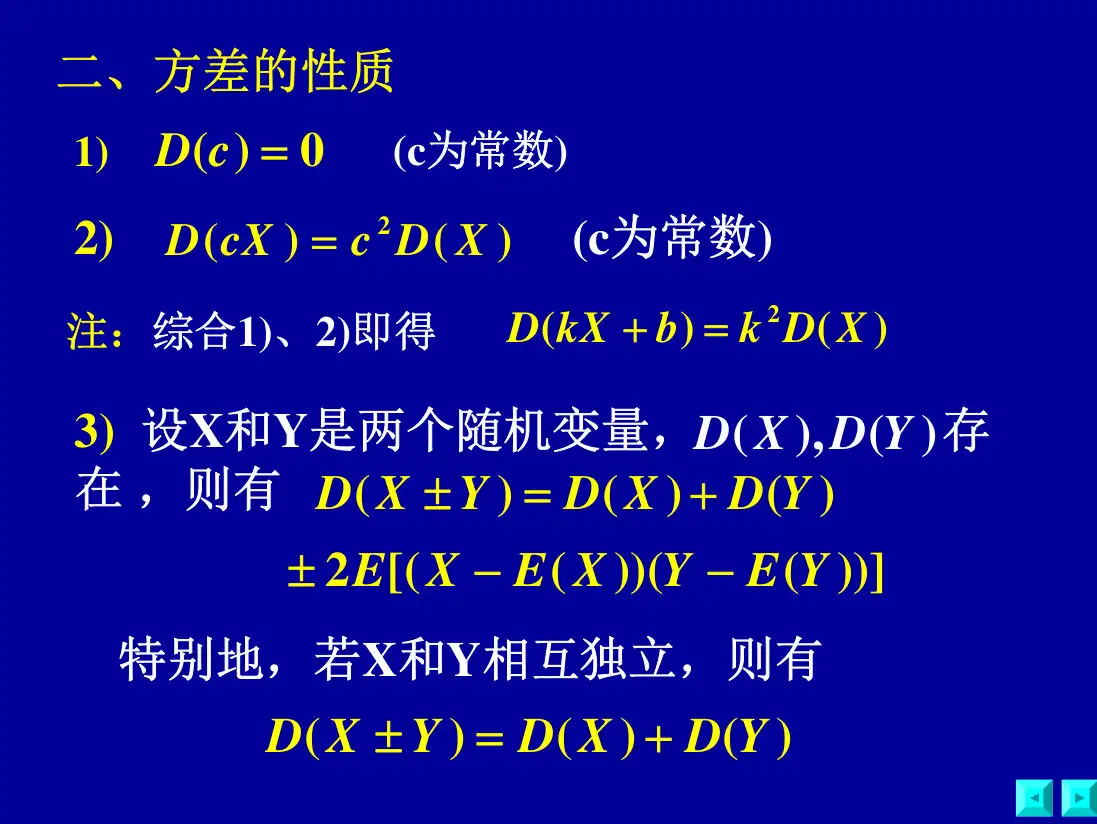 二、方差的性质
1) D(c) = 0 (c为常数)
2) D(cX) = c²D(X) (c为常数)
注：综合1)、2)即得 D(kX + b) = k²D(X)
3) 设X和Y是两个随机变量，D(X),D(Y)存
在 ，则有 D(X ± Y) = D(X) + D(Y)
± 2E[(X − E(X))(Y − E(Y))]
特别地，若X和Y相互独立，则有
D(X ± Y) = D(X) + D(Y)